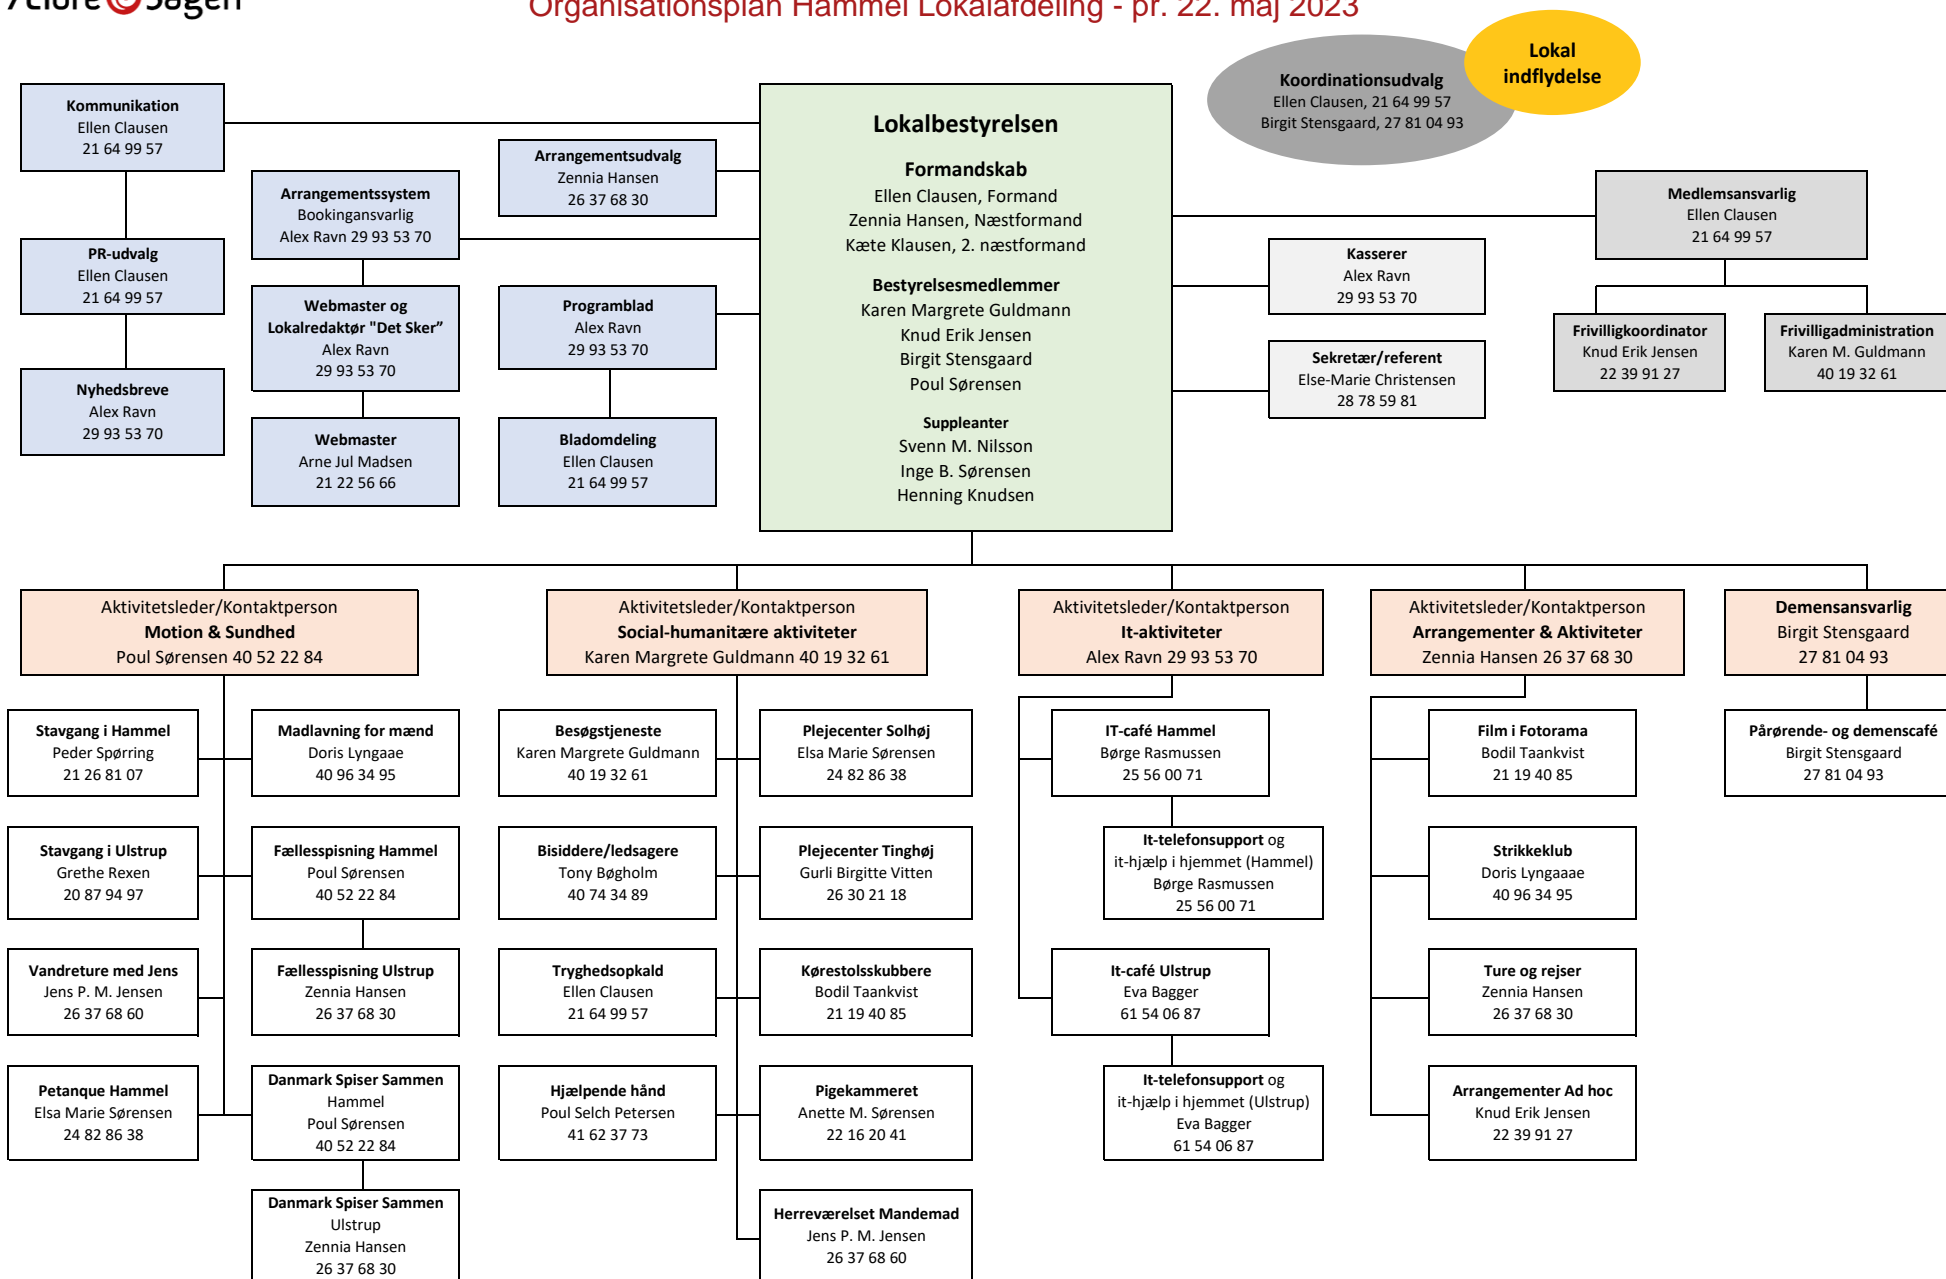 Ældre Sagen
Organisationsplan Hammel Lokalafdeling - pr. 22. maj 2023
Lokal
indflydelse
Koordinationsudvalg
Ellen Clausen, 21 64 99 57
Birgit Stensgaard, 27 81 04 93
Kommunikation
Ellen Clausen
21 64 99 57
PR-udvalg
Ellen Clausen
21 64 99 57
Nyhedsbreve
Alex Ravn
29 93 53 70
Arrangementssystem
Bookingansvarlig
Alex Ravn 29 93 53 70
Webmaster og
Lokalredaktør "Det Sker”
Alex Ravn
29 93 53 70
Webmaster
Arne Jul Madsen
21 22 56 66
Arrangementsudvalg
Zennia Hansen
26 37 68 30
Programblad
Alex Ravn
29 93 53 70
Bladomdeling
Ellen Clausen
21 64 99 57
Lokalbestyrelsen
Formandskab
Ellen Clausen, Formand
Zennia Hansen, Næstformand
Kæte Klausen, 2. næstformand
Bestyrelsesmedlemmer
Karen Margrete Guldmann
Knud Erik Jensen
Birgit Stensgaard
Poul Sørensen
Suppleanter
Svenn M. Nilsson
Inge B. Sørensen
Henning Knudsen
Kasserer
Alex Ravn
29 93 53 70
Sekretær/referent
Else-Marie Christensen
28 78 59 81
Medlemsansvarlig
Ellen Clausen
21 64 99 57
Frivilligkoordinator
Knud Erik Jensen
22 39 91 27
Frivilligadministration
Karen M. Guldmann
40 19 32 61
Aktivitetsleder/Kontaktperson
Motion & Sundhed
Poul Sørensen 40 52 22 84
Stavgang i Hammel
Peder Spørring
21 26 81 07
Madlavning for mænd
Doris Lyngaae
40 96 34 95
Stavgang i Ulstrup
Grethe Rexen
20 87 94 97
Fællesspisning Hammel
Poul Sørensen
40 52 22 84
Vandreture med Jens
Jens P. M. Jensen
26 37 68 60
Fællesspisning Ulstrup
Zennia Hansen
26 37 68 30
Petanque Hammel
Elsa Marie Sørensen
24 82 86 38
Danmark Spiser Sammen
Hammel
Poul Sørensen
40 52 22 84
Danmark Spiser Sammen
Ulstrup
Zennia Hansen
26 37 68 30
Aktivitetsleder/Kontaktperson
Social-humanitære aktiviteter
Karen Margrete Guldmann 40 19 32 61
Besøgstjeneste
Karen Margrete Guldmann
40 19 32 61
Plejecenter Solhøj
Elsa Marie Sørensen
24 82 86 38
Bisiddere/ledsagere
Tony Bøgholm
40 74 34 89
Plejecenter Tinghøj
Gurli Birgitte Vitten
26 30 21 18
Tryghedsopkald
Ellen Clausen
21 64 99 57
Kørestolsskubbere
Bodil Taankvist
21 19 40 85
Hjælpende hånd
Poul Selch Petersen
41 62 37 73
Pigekammeret
Anette M. Sørensen
22 16 20 41
Herreværelset Mandemad
Jens P. M. Jensen
26 37 68 60
Aktivitetsleder/Kontaktperson
It-aktiviteter
Alex Ravn 29 93 53 70
IT-café Hammel
Børge Rasmussen
25 56 00 71
It-telefonsupport og
it-hjælp i hjemmet (Hammel)
Børge Rasmussen
25 56 00 71
It-café Ulstrup
Eva Bagger
61 54 06 87
It-telefonsupport og
it-hjælp i hjemmet (Ulstrup)
Eva Bagger
61 54 06 87
Aktivitetsleder/Kontaktperson
Arrangementer & Aktiviteter
Zennia Hansen 26 37 68 30
Film i Fotorama
Bodil Taankvist
21 19 40 85
Strikkeklub
Doris Lyngaaae
40 96 34 95
Ture og rejser
Zennia Hansen
26 37 68 30
Arrangementer Ad hoc
Knud Erik Jensen
22 39 91 27
Demensansvarlig
Birgit Stensgaard
27 81 04 93
Pårørende- og demenscafé
Birgit Stensgaard
27 81 04 93